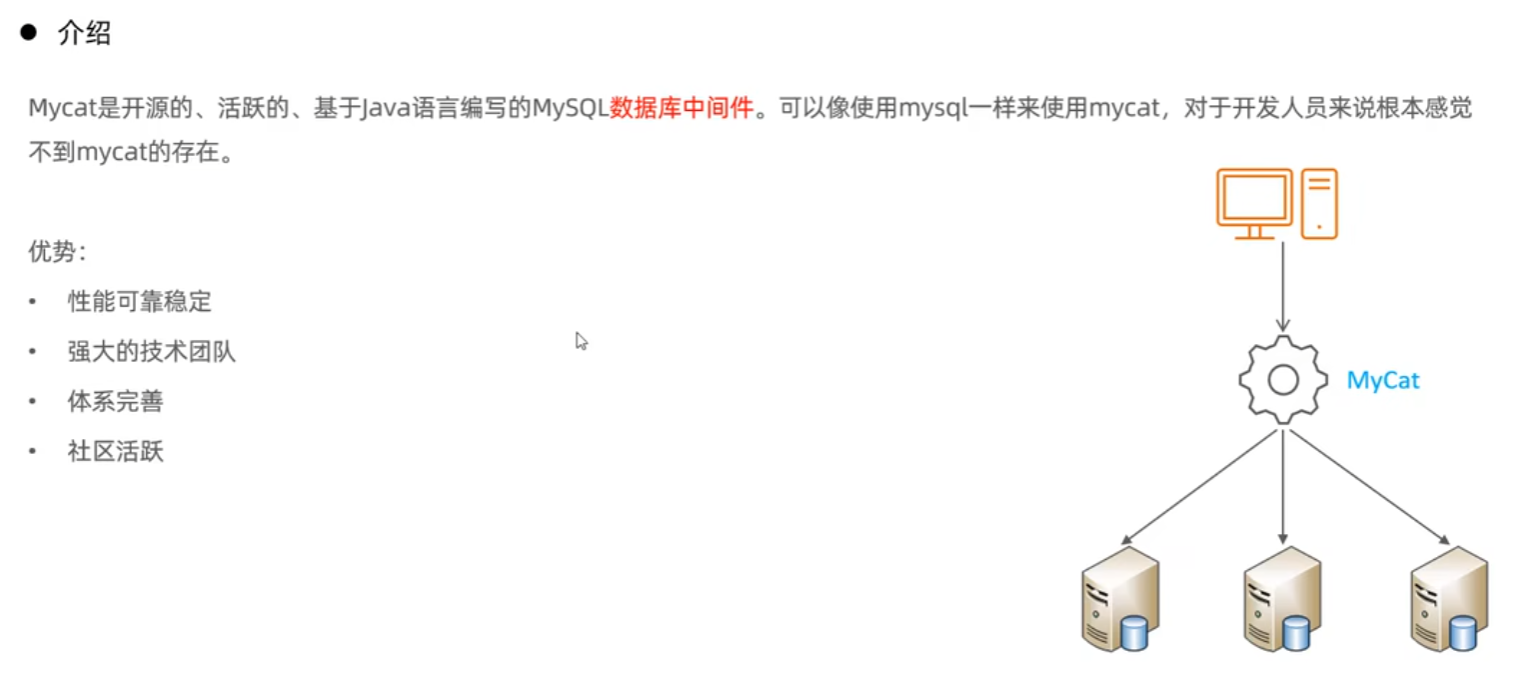 ● 介绍
Mycat是开源的、活跃的、基于Java语言编写的MySQL数据库中间件。可以像使用mysql一样来使用mycat，对于开发人员来说根本感觉
不到mycat的存在。
优势：
• 性能可靠稳定
• 强大的技术团队
• 体系完善
• 社区活跃
MyCat